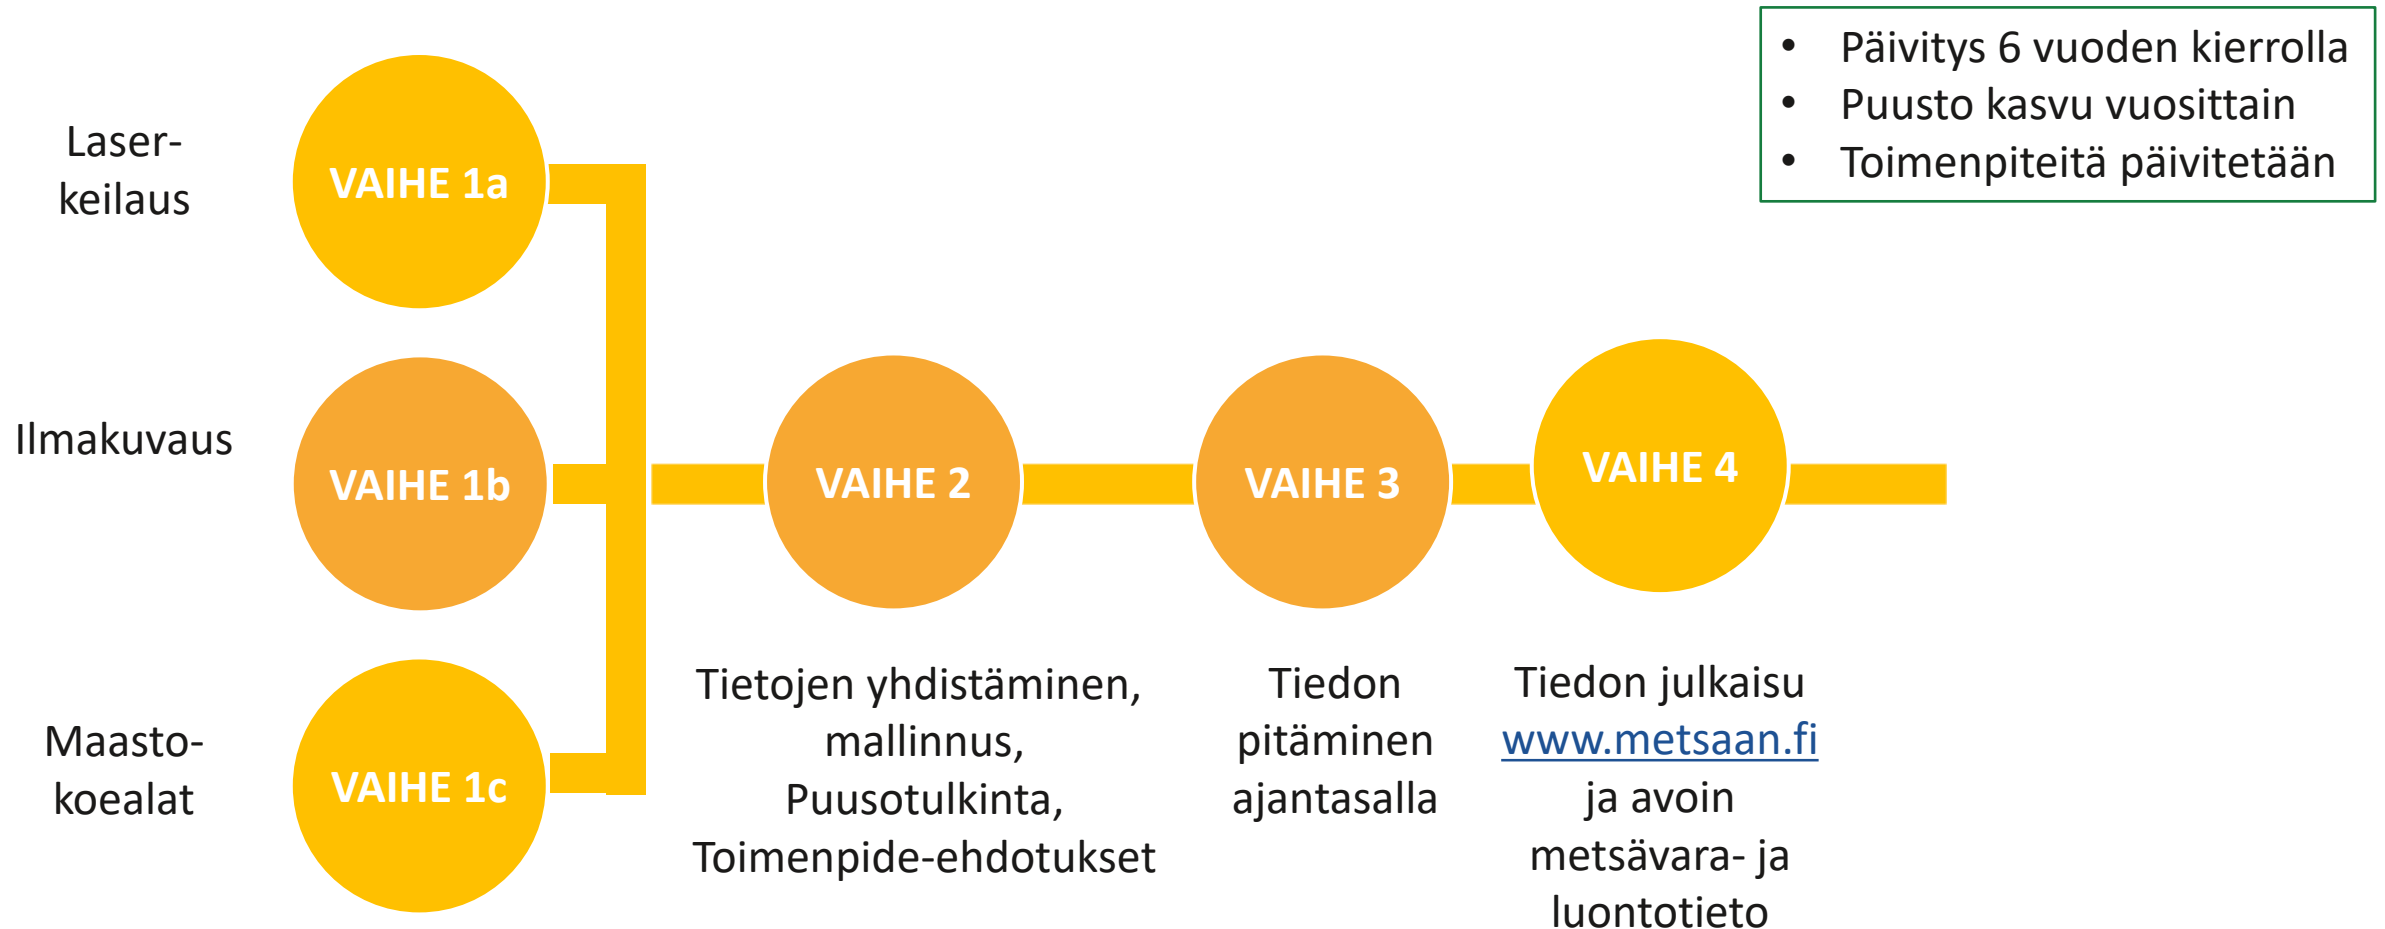 • Päivitys 6 vuoden kierrolla
• Puusto kasvu vuosittain
• Toimenpiteitä päivitetään
Laser-
keilaus
VAIHE 1a
Ilmakuvaus
VAIHE 1b
Maasto-
koealat
VAIHE 1c
VAIHE 2
Tietojen yhdistäminen,
mallinnus,
Puusotulkinta,
Toimenpide-ehdotukset
VAIHE 3
Tiedon
pitäminen
ajantasalla
VAIHE 4
Tiedon julkaisu
www.metsaan.fi
ja avoin
metsävara- ja
luontotieto